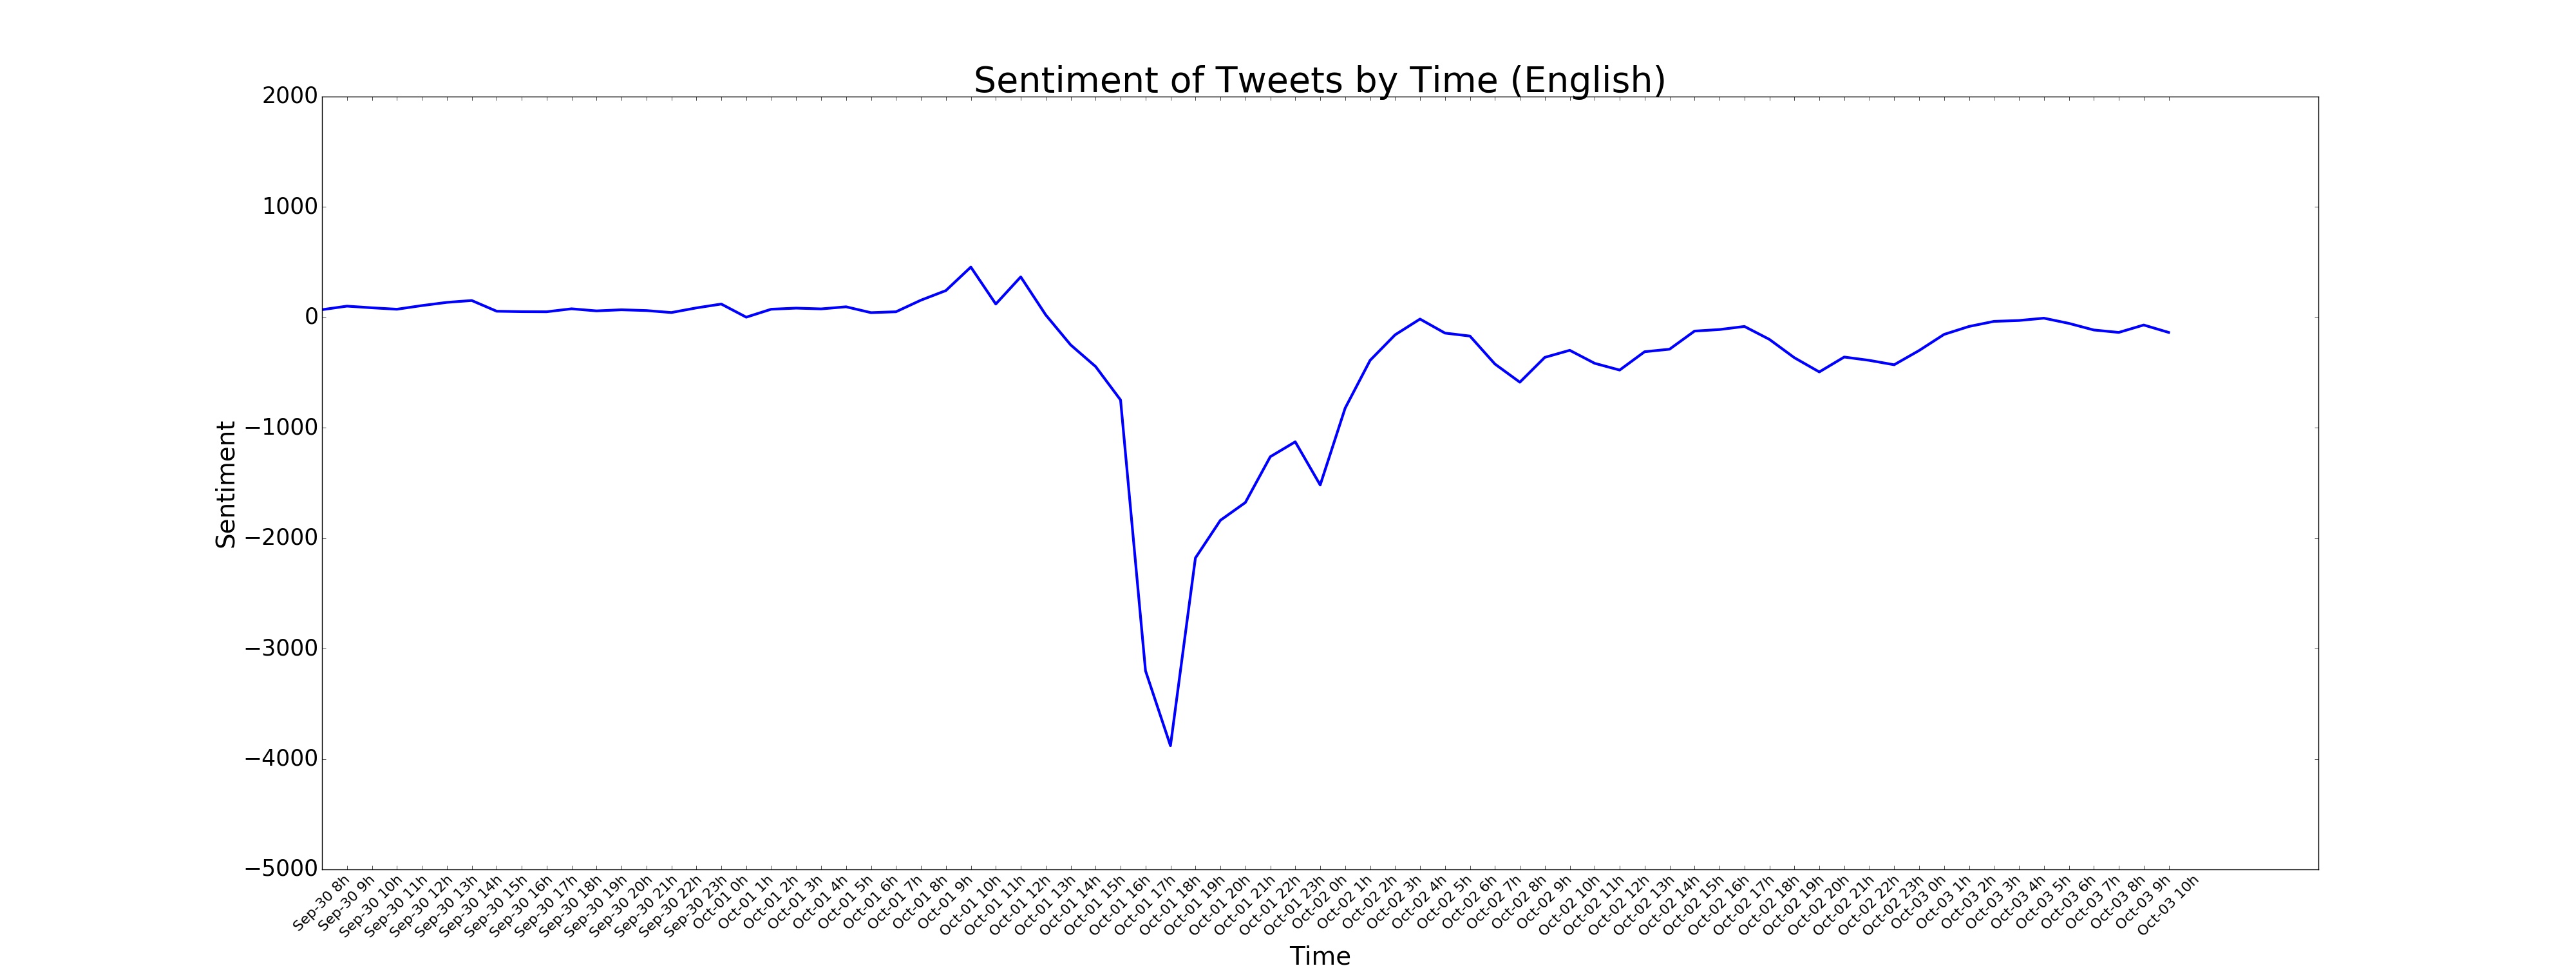 Sentiment of Tweets by Time (English)
2000
1000
0
−1000
−2000
−3000
−4000
−5000
Sentiment
Sep-30 8h
Sep-30 9h
Sep-30 10h
Sep-30 11h
Sep-30 12h
Sep-30 13h
Sep-30 14h
Sep-30 15h
Sep-30 16h
Sep-30 17h
Sep-30 18h
Sep-30 19h
Sep-30 20h
Sep-30 21h
Sep-30 22h
Sep-30 23h
Oct-01 0h
Oct-01 1h
Oct-01 2h
Oct-01 3h
Oct-01 4h
Oct-01 5h
Oct-01 6h
Oct-01 7h
Oct-01 8h
Oct-01 9h
Oct-01 10h
Oct-01 11h
Oct-01 12h
Oct-01 13h
Oct-01 14h
Oct-01 15h
Oct-01 16h
Oct-01 17h
Oct-01 18h
Oct-01 19h
Oct-01 20h
Oct-01 21h
Oct-01 22h
Oct-01 23h
Oct-02 0h
Oct-02 1h
Oct-02 2h
Oct-02 3h
Oct-02 4h
Oct-02 5h
Oct-02 6h
Oct-02 7h
Oct-02 8h
Oct-02 9h
Oct-02 10h
Oct-02 11h
Oct-02 12h
Oct-02 13h
Oct-02 14h
Oct-02 15h
Oct-02 16h
Oct-02 17h
Oct-02 18h
Oct-02 19h
Oct-02 20h
Oct-02 21h
Oct-02 22h
Oct-02 23h
Oct-03 0h
Oct-03 1h
Oct-03 2h
Oct-03 3h
Oct-03 4h
Oct-03 5h
Oct-03 6h
Oct-03 7h
Oct-03 8h
Oct-03 9h
Oct-03 10h
Time